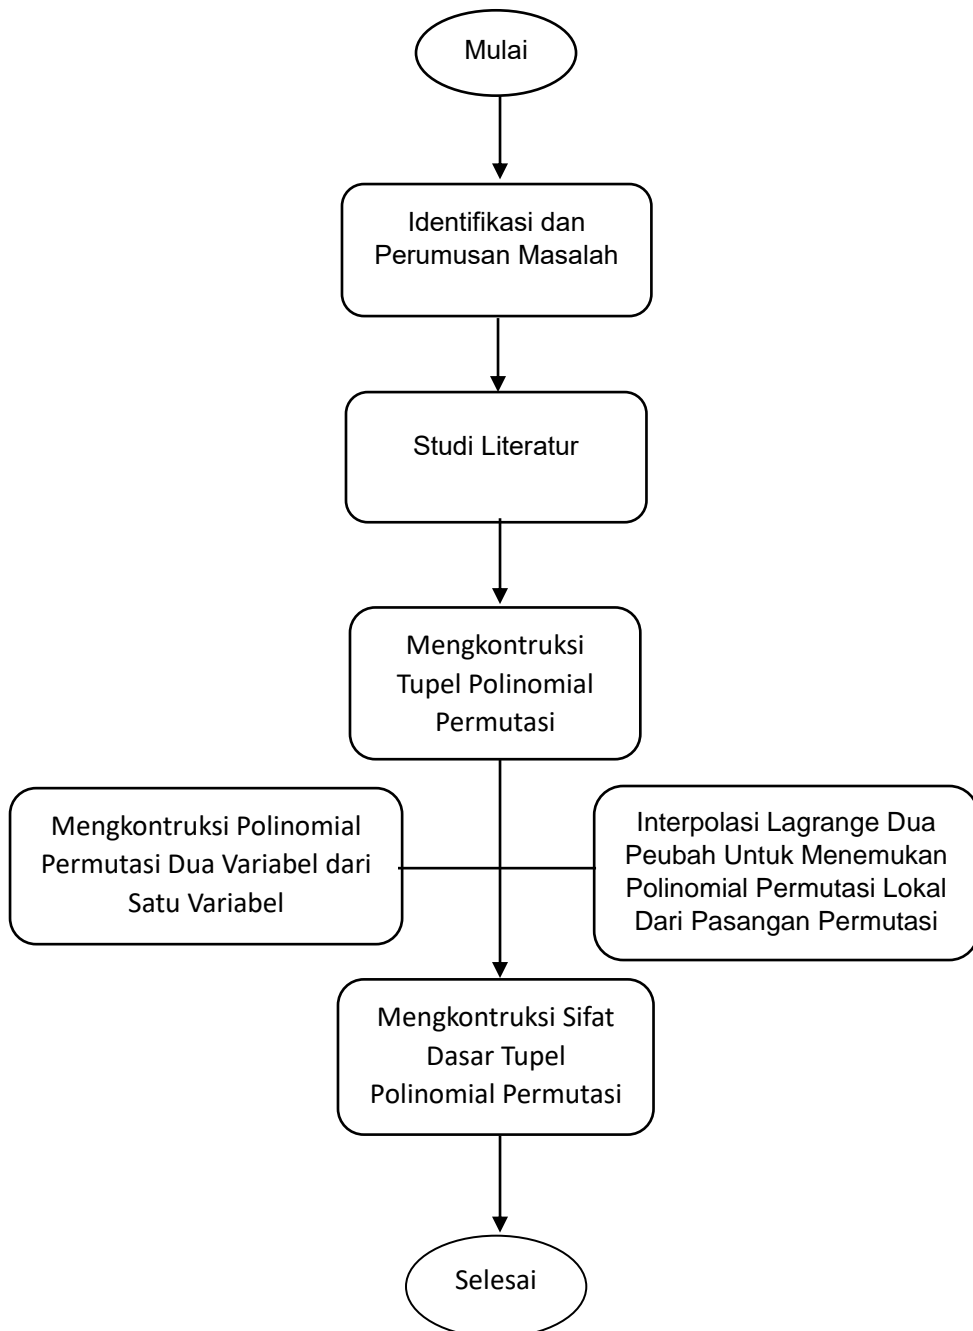 Mulai
Identifikasi dan
Perumusan Masalah
Studi Literatur
Mengkontruksi
Tupel Polinomial
Permutasi
Mengkontruksi Polinomial
Permutasi Dua Variabel dari
Satu Variabel
Interpolasi Lagrange Dua
Peubah Untuk Menemukan
Polinomial Permutasi Lokal
Dari Pasangan Permutasi
Mengkontruksi Sifat
Dasar Tupel
Polinomial Permutasi
Selesai